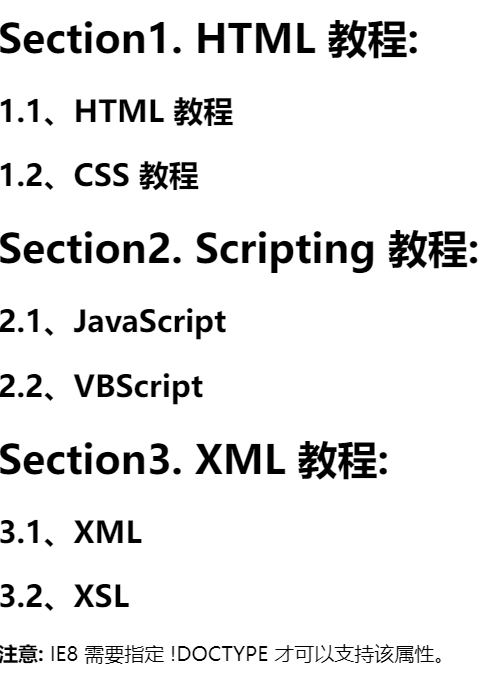 Section1. HTML 教程:
1.1、HTML 教程
1.2、CSS 教程
Section2. Scripting 教程:
2.1、JavaScript
2.2、VBScript
Section3. XML 教程:
3.1、XML
3.2、XSL
注意: IE8 需要指定 !DOCTYPE 才可以支持该属性。